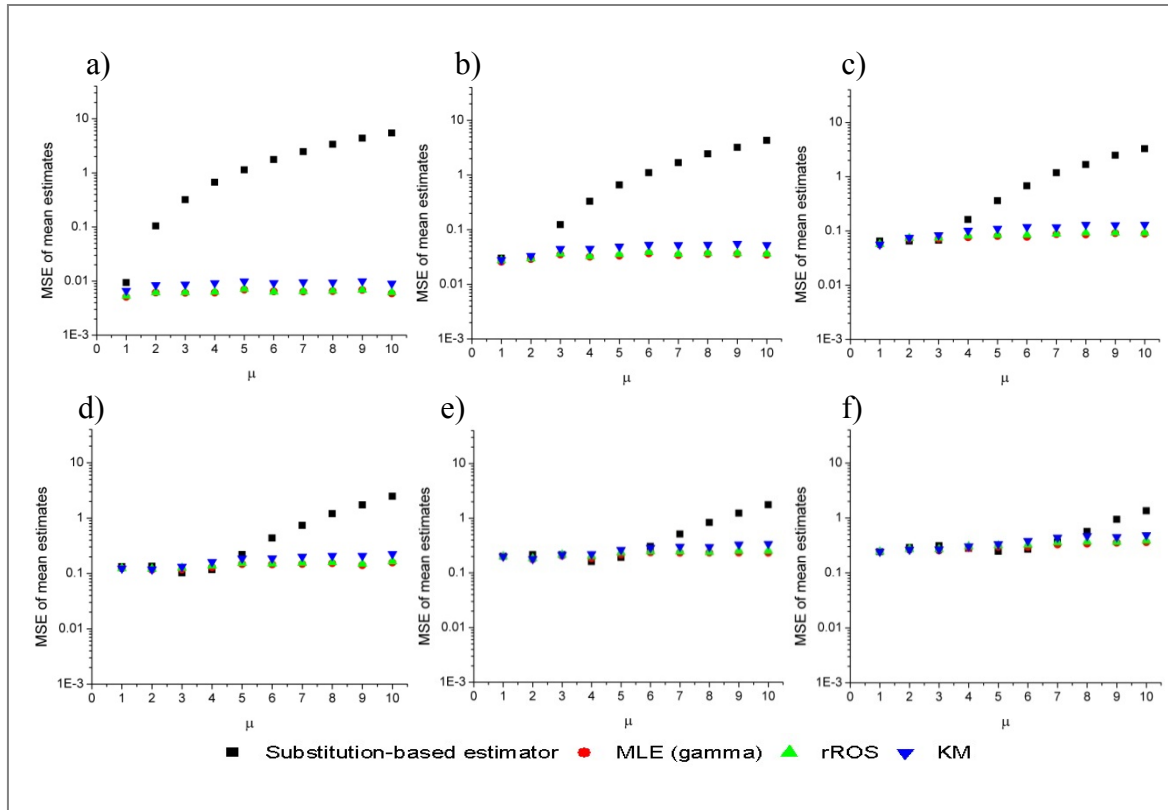 a)
MSE of mean estimates
10
1
0.1
0.01
1E-3
0 1 2 3 4 5 6 7 8 9 10
μ
b)
MSE of mean estimates
10
1
0.1
0.01
1E-3
0 1 2 3 4 5 6 7 8 9 10
μ
c)
MSE of mean estimates
10
1
0.1
0.01
1E-3
0 1 2 3 4 5 6 7 8 9 10
μ
d)
MSE of mean estimates
10
1
0.1
0.01
1E-3
0 1 2 3 4 5 6 7 8 9 10
μ
e)
MSE of mean estimates
10
1
0.1
0.01
1E-3
0 1 2 3 4 5 6 7 8 9 10
μ
f)
MSE of mean estimates
10
1
0.1
0.01
1E-3
0 1 2 3 4 5 6 7 8 9 10
μ
Substitution-based estimator MLE (gamma) rROS KM